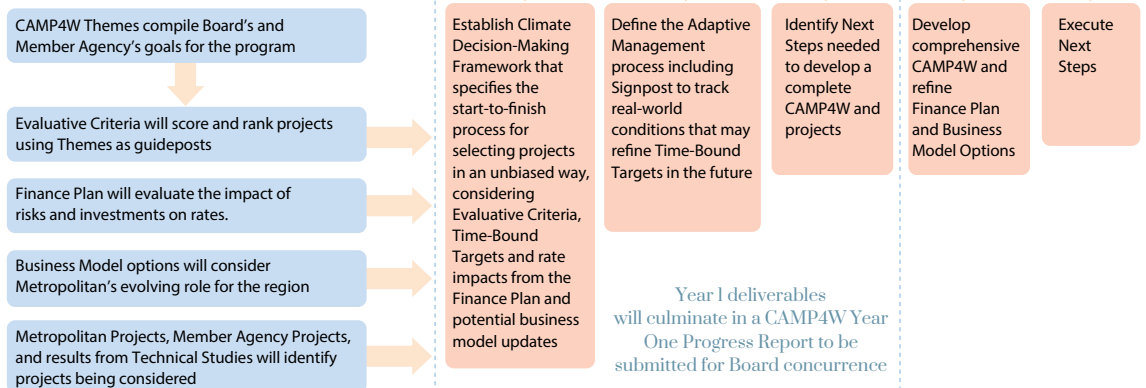 CAMP4W Themes compile Board's and
Member Agency's goals for the program
Evaluative Criteria will score and rank projects
using Themes as guideposts
Finance Plan will evaluate the impact of
risks and investments on rates.
Business Model options will consider
Metropolitan's evolving role for the region
Metropolitan Projects, Member Agency Projects,
and results from Technical Studies will identify
projects being considered
Establish Climate
Decision-Making
Framework that
specifies the
start-to-finish
process for
selecting projects
in an unbiased way,
considering
Evaluative Criteria,
Time-Bound
Targets and rate
impacts from the
Finance Plan and
potential business
model updates
Define the Adaptive
Management
process including
Signpost to track
real-world
conditions that may
refine Time-Bound
Targets in the future
Identify Next
Steps needed
to develop a
complete
CAMP4W and
projects
Year 1 deliverables
will culminate in a CAMP4W Year
One Progress Report to be
submitted for Board concurrence
Develop
comprehensive
CAMP4W and
refine
Finance Plan
and Business
Model Options
Execute
Next
Steps